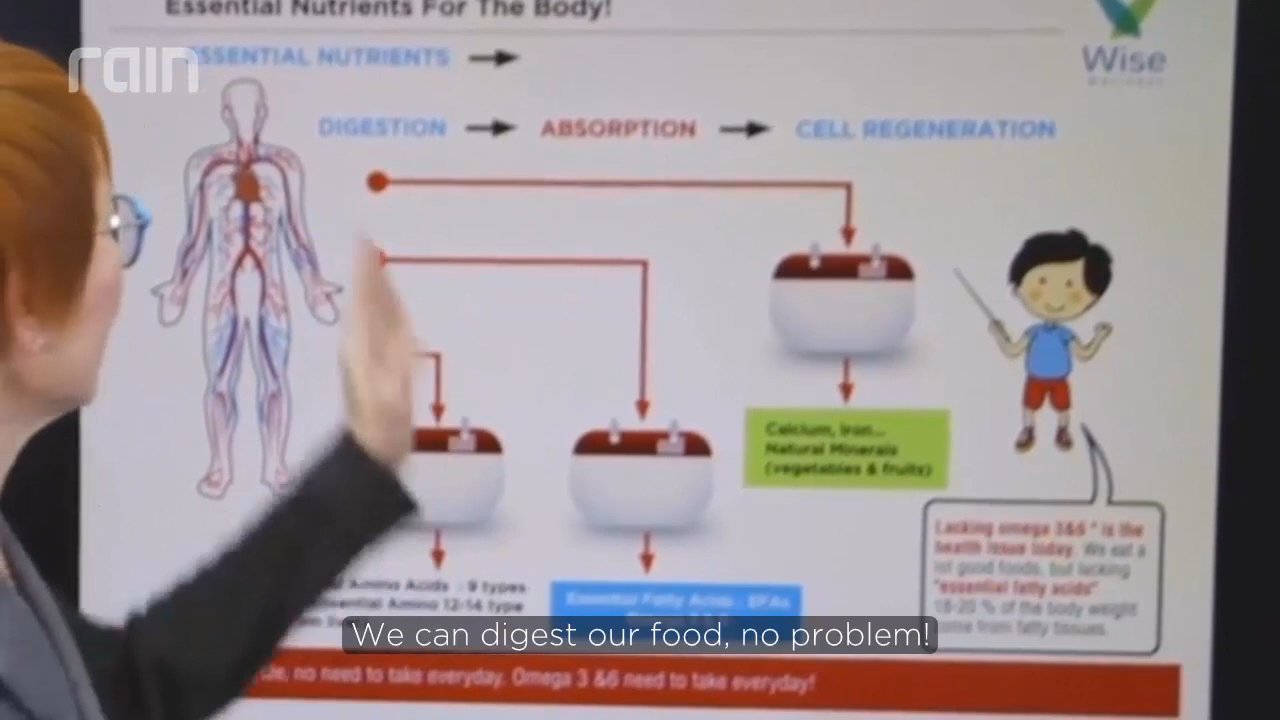 Essential Nutrients For The Body!
rain
ESSENTIAL NUTRIENTS
Wise
DIGESTION
ABSORPTION
CELL REGENERATION
Calcium, Iron...
Natural Minerals
(vegetables & fruits)
Lacking omega 3&6 * is the
health issue today. We eat a
lot good foods, but lacking
"essential fatty acids"
18-20 % of the body weight
come from fatty tissues.
Amino Acids : 9 types
Amino 12-14 type
Essential Fatty Acids : EFAs
We can digest our food, no problem!
no need to take everyday. Omega 3 &6 need to take everyday!